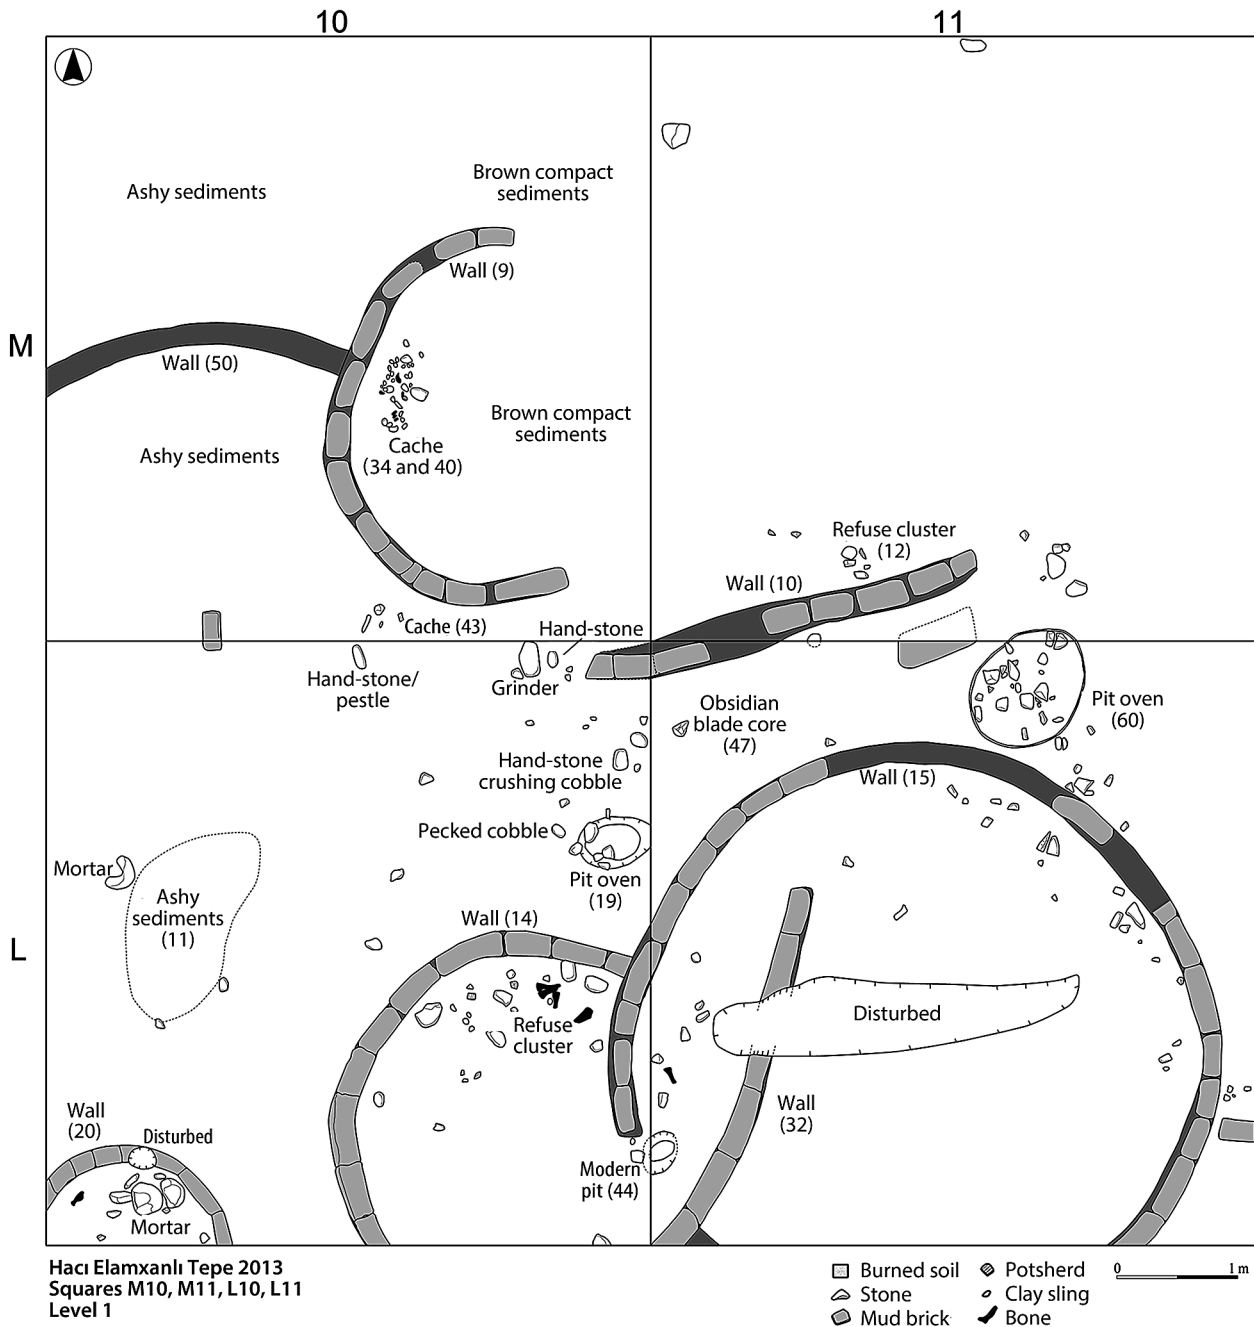 10
11
Ashy sediments
Brown compact
sediments
Wall (9)
M
Wall (50)
Brown compact
sediments
Cache
(34 and 40)
Ashy sediments
Refuse cluster
(12)
Wall (10)
Cache (43)
Hand-stone
Hand-stone/
pestle
Grinder
Obsidian
blade core
(47)
Pit oven
(60)
Hand-stone
crushing cobble
Wall (15)
Pecked cobble
Mortar
Pit oven
(19)
Ashy
sediments
(11)
Wall (14)
L
Disturbed
Refuse
cluster
Wall
(20)
Disturbed
Wall
(32)
Modern
pit (44)
Mortar
Hacı Elamxanlı Tepe 2013
Squares M10, M11, L10, L11
Level 1
Burned soil
Stone
Mud brick
Potsherd
Clay sling
Bone
0
1 m